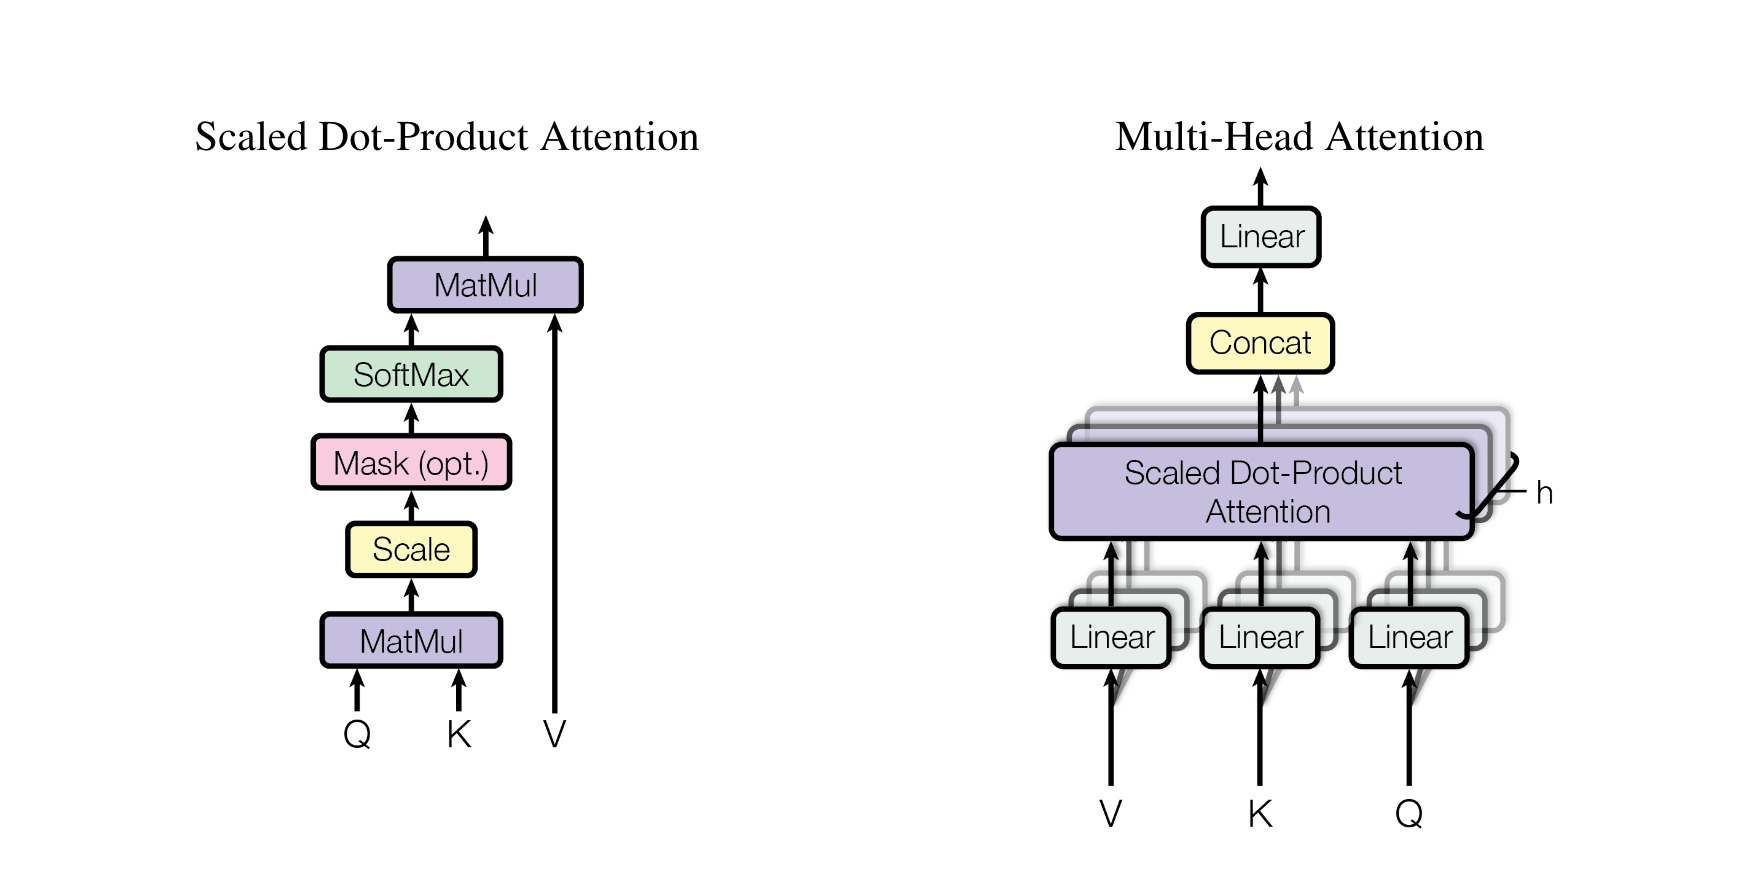 Scaled Dot-Product Attention
MatMul
SoftMax
Mask (opt.)
Scale
MatMul
Q K V
Multi-Head Attention
Linear
Concat
Scaled Dot-Product
Attention
h
Linear Linear Linear
V K Q